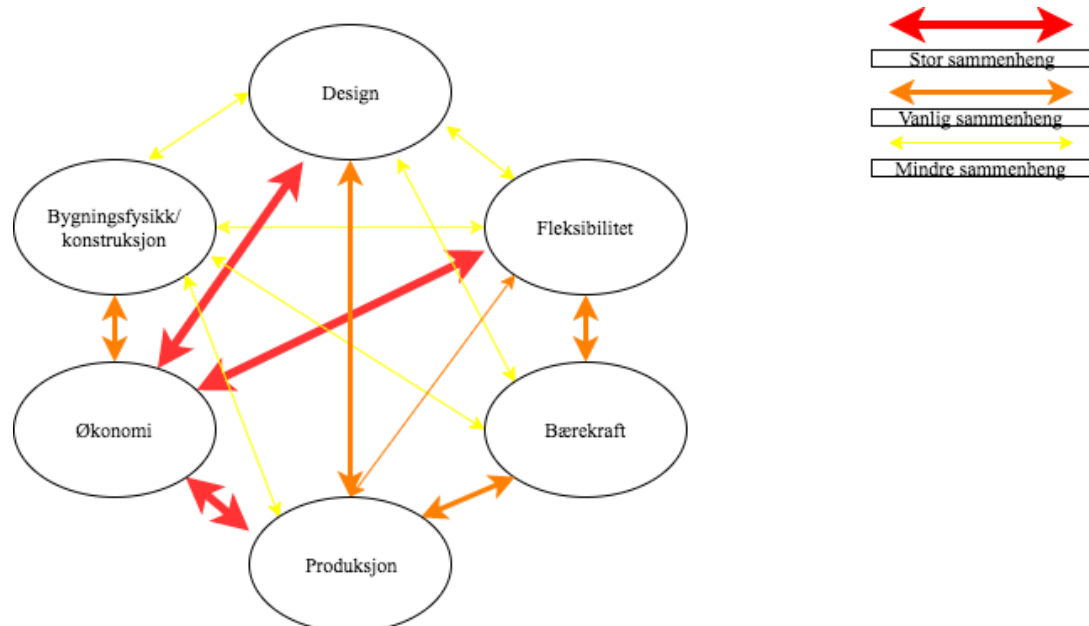 Design
Bygningsfysikk/
konstruksjon
Fleksibilitet
Økonomi
Bærekraft
Produksjon
Stor sammenheng
Vanlig sammenheng
Mindre sammenheng